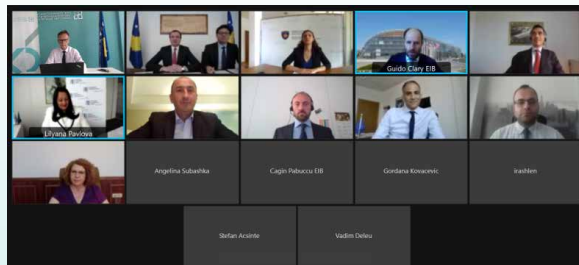 Guido Clary EIB
Lilyana Pavlova
Angelina Subashka
Cagin Pabuccu EIB
Gordana Kovacevic
irashlen
Stefan Acsinte
Vadim Deleu